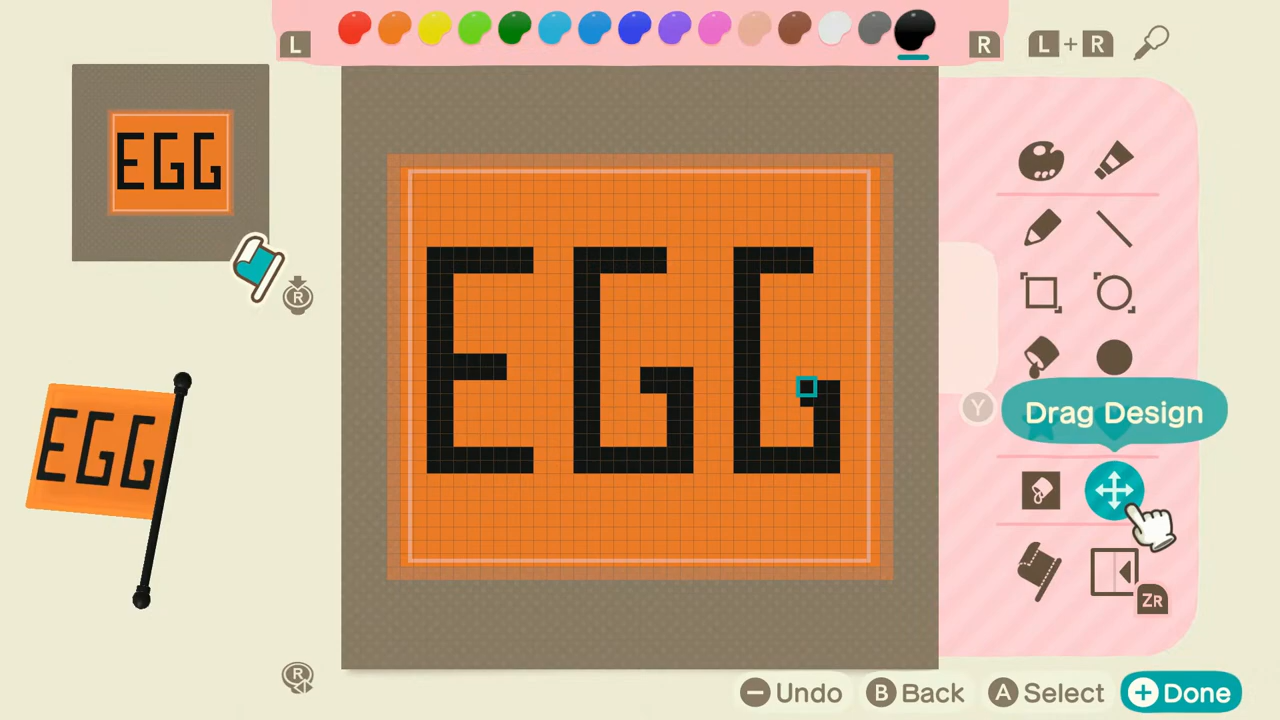 L R L + R
EGG
EGG
EGG
R
Y Drag Design
ZR
R
Undo B Back A Select + Done